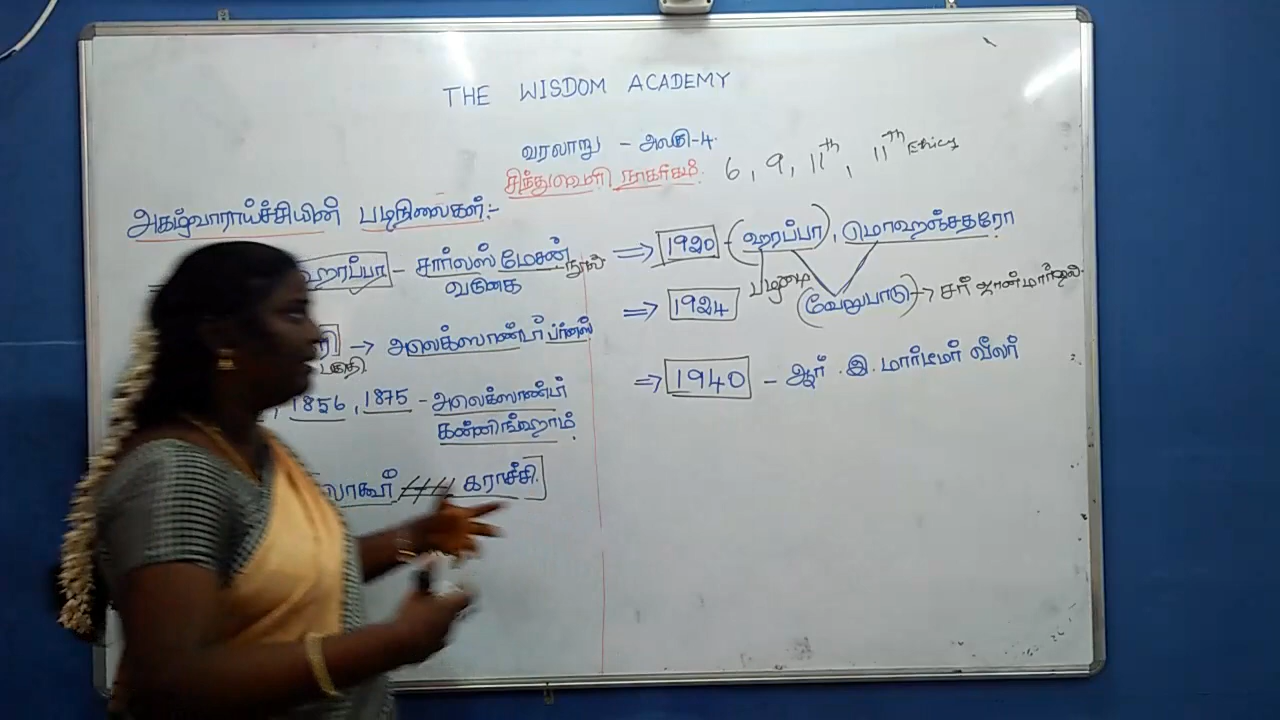 THE WISDOM ACADEMY
வரலாறு - அலகு-4.
சிந்துவெளி நாகரிகம். 6, 9, 11th, 11th Ethics
அகழ்வாராய்ச்சியின் படிநிலைகள்:-
ஹரப்பா - சார்லஸ் மேசன் நூல்
வருகை
→ அலெக்ஸாண்டர் பர்னஸ்
, 1856, 1875 - அலெக்ஸாண்டர்
கன்னிங்ஹாம்.
லாகூர் கராச்சி.
⇒ 1920 - (ஹரப்பா), மொஹஞ்சதரோ
பழமை
⇒ 1924 (வேறுபாடு) → சர் ஜான் மார்ஷல்.
⇒ 1940 - ஆர். இ. மார்டிமர் வீலர்